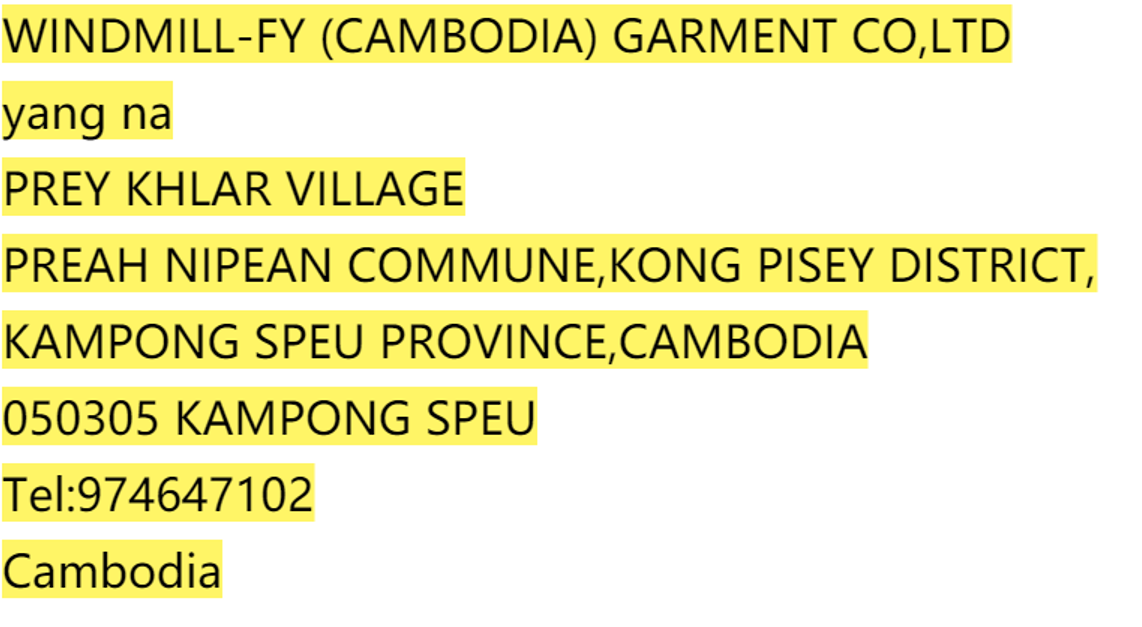 WINDMILL-FY (CAMBODIA) GARMENT CO,LTD
yang na
PREY KHLAR VILLAGE
PREAH NIPEAN COMMUNE,KONG PISEY DISTRICT,
KAMPONG SPEU PROVINCE,CAMBODIA
050305 KAMPONG SPEU
Tel:974647102
Cambodia